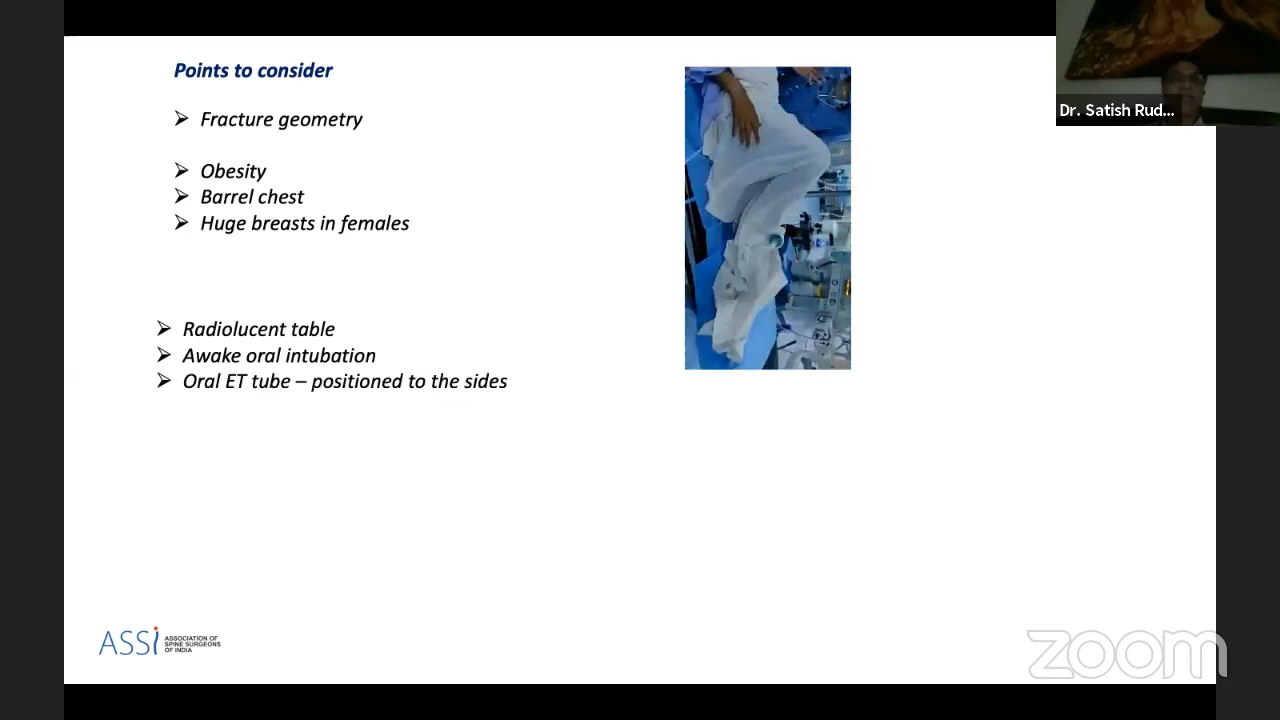 Points to consider
➢ Fracture geometry
➢ Obesity
➢ Barrel chest
➢ Huge breasts in females
➢ Radiolucent table
➢ Awake oral intubation
➢ Oral ET tube – positioned to the sides
Dr. Satish Rud...
ASSi
ASSOCIATION OF
SPINE SURGEONS
OF INDIA
zoom